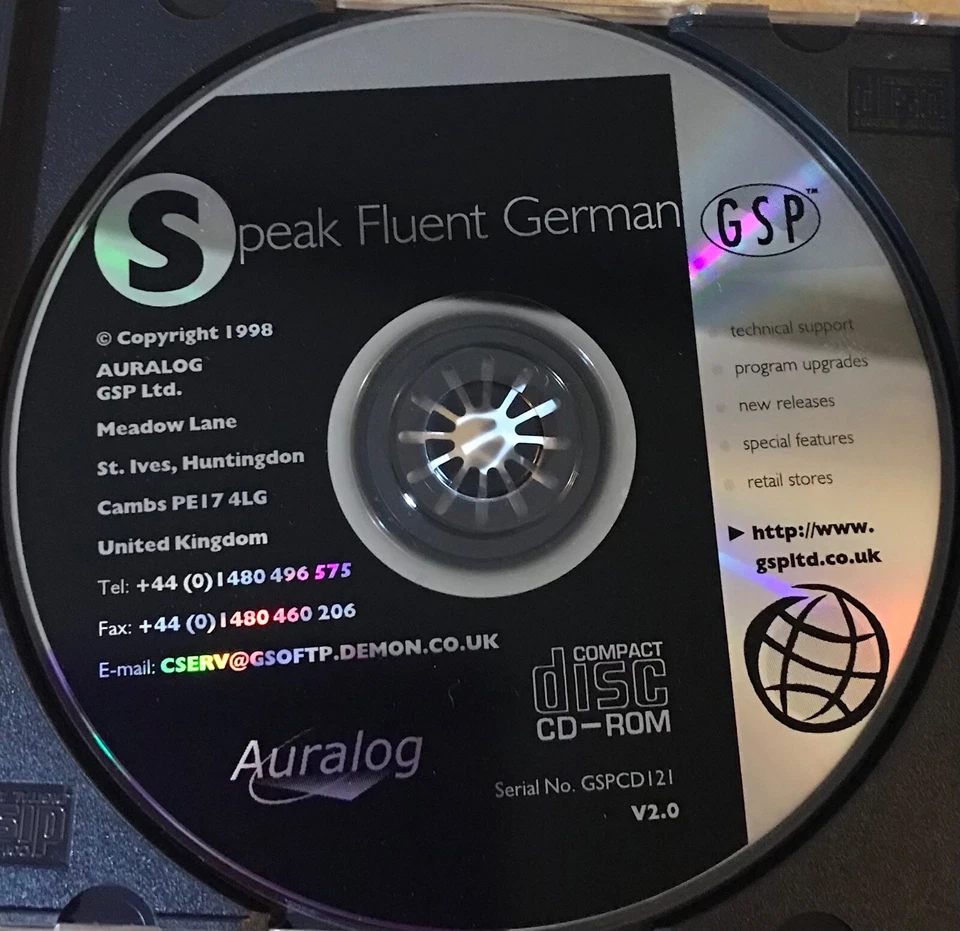 Speak Fluent German
GSP™
© Copyright 1998
AURALOG
GSP Ltd.
Meadow Lane
St. Ives, Huntingdon
Cambs PE17 4LG
United Kingdom
Tel: +44 (0)1480 496 575
Fax: +44 (0)1480 460 206
E-mail: CSERV@GSOFTP.DEMON.CO.UK
Auralog
COMPACT
disc
CD-ROM
Serial No. GSPCD121
V2.0
technical support
program upgrades
new releases
special features
retail stores
► http://www.
gspltd.co.uk